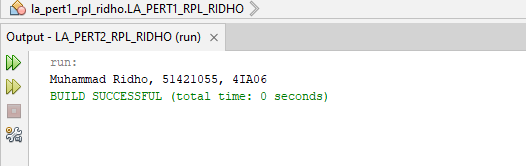 la_pert1_rpl_ridho.LA_PERT1_RPL_RIDHO
Output - LA_PERT2_RPL_RIDHO (run)
run:
Muhammad Ridho, 51421055, 4IA06
BUILD SUCCESSFUL (total time: 0 seconds)